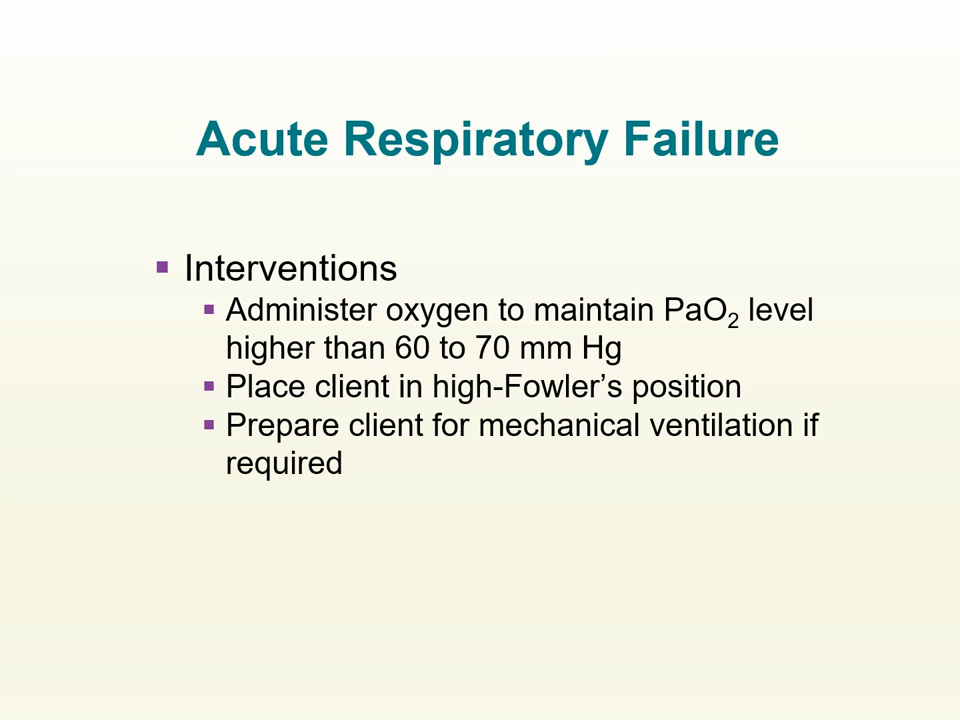 Acute Respiratory Failure
Interventions
Administer oxygen to maintain PaO₂ level
higher than 60 to 70 mm Hg
Place client in high-Fowler’s position
Prepare client for mechanical ventilation if
required